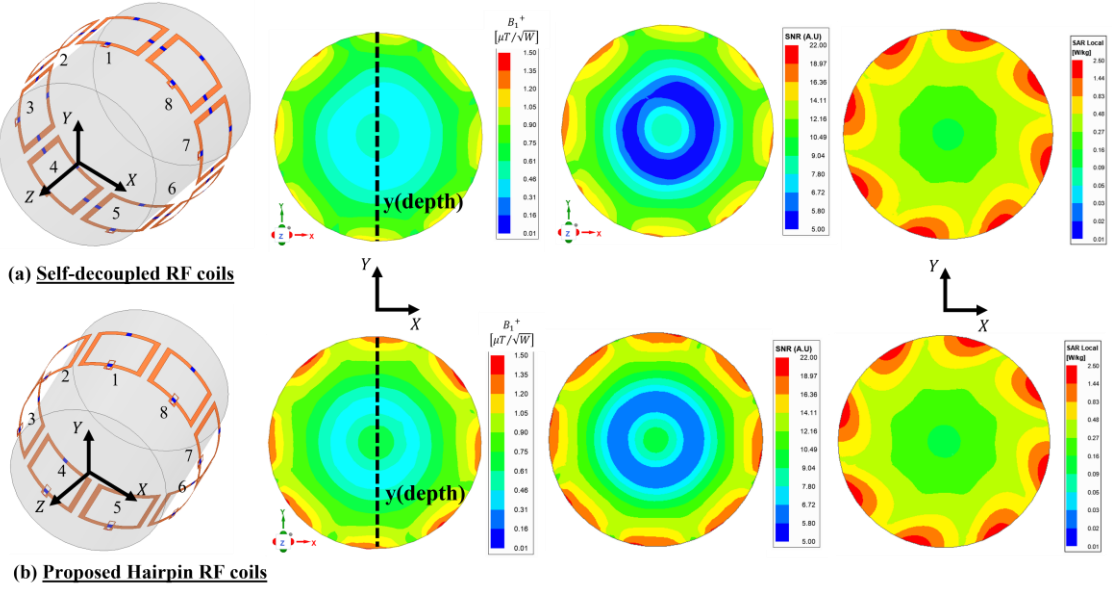 2
1
3
8
Y
4
7
X
Z
5
6
B₁⁺
[μT/√W]
1.50
1.35
1.20
1.05
0.90
0.75
0.61
0.46
0.31
0.16
0.01
y(depth)
Y
Z
X
SNR (A.U)
22.00
18.97
16.36
14.11
12.16
10.49
9.04
7.80
6.72
5.80
5.00
Y
Z
X
SAR Local
[W/kg]
2.50
1.44
0.83
0.48
0.27
0.16
0.09
0.05
0.03
0.02
0.01
(a) Self-decoupled RF coils
Y
X
Y
X
2
1
8
3
Y
7
4
X
Z
5
6
B₁⁺
[μT/√W]
1.50
1.35
1.20
1.05
0.90
0.75
0.61
0.46
0.31
0.16
0.01
y(depth)
Y
Z
X
SNR (A.U)
22.00
18.97
16.36
14.11
12.16
10.49
9.04
7.80
6.72
5.80
5.00
SAR Local
[W/kg]
2.50
1.44
0.83
0.48
0.27
0.16
0.09
0.05
0.03
0.02
0.01
(b) Proposed Hairpin RF coils